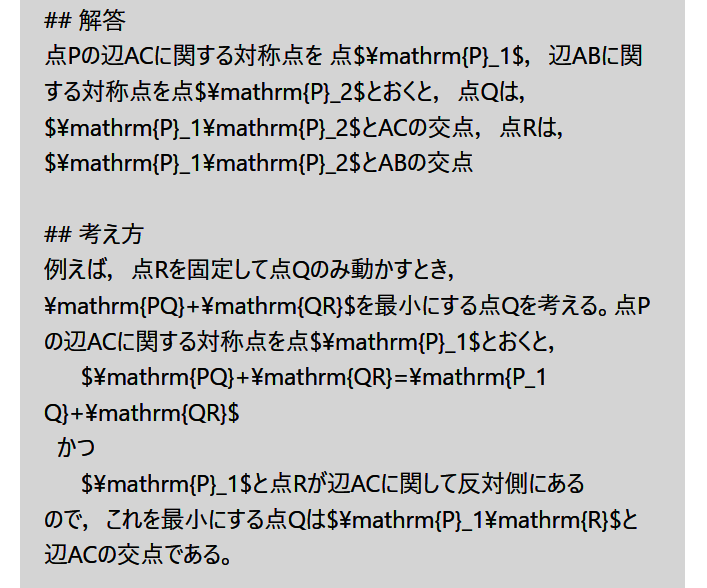 ## 解答
点Pの辺ACに関する対称点を 点$¥mathrm{P}_1$， 辺ABに関
する対称点を点$¥mathrm{P}_2$とおくと， 点Qは，
$¥mathrm{P}_1¥mathrm{P}_2$とACの交点， 点Rは，
$¥mathrm{P}_1¥mathrm{P}_2$とABの交点
## 考え方
例えば， 点Rを固定して点Qのみ動かすとき，
¥mathrm{PQ}+¥mathrm{QR}$を最小にする点Qを考える。点P
の辺ACに関する対称点を点$¥mathrm{P}_1$とおくと，
$¥mathrm{PQ}+¥mathrm{QR}=¥mathrm{P_1
Q}+¥mathrm{QR}$
かつ
$¥mathrm{P}_1$と点Rが辺ACに関して反対側にある
ので，これを最小にする点Qは$¥mathrm{P}_1¥mathrm{R}$と
辺ACの交点である。